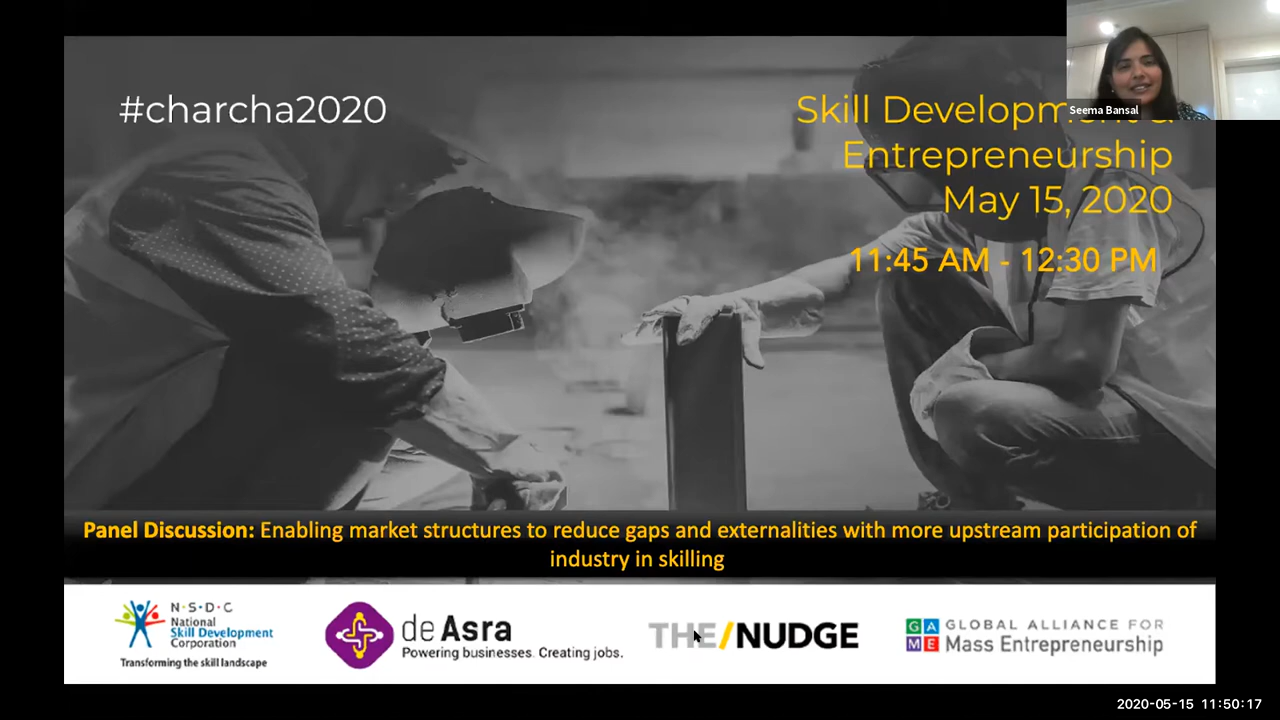 #charcha2020
Skill Development &
Entrepreneurship
May 15, 2020
11:45 AM - 12:30 PM
Seema Bansal
Panel Discussion: Enabling market structures to reduce gaps and externalities with more upstream participation of
industry in skilling
N·S·D·C
National
Skill Development
Corporation
Transforming the skill landscape
de Asra
Powering businesses. Creating jobs.
THE/NUDGE
GAME
GLOBAL ALLIANCE FOR
Mass Entrepreneurship
2020-05-15 11:50:17